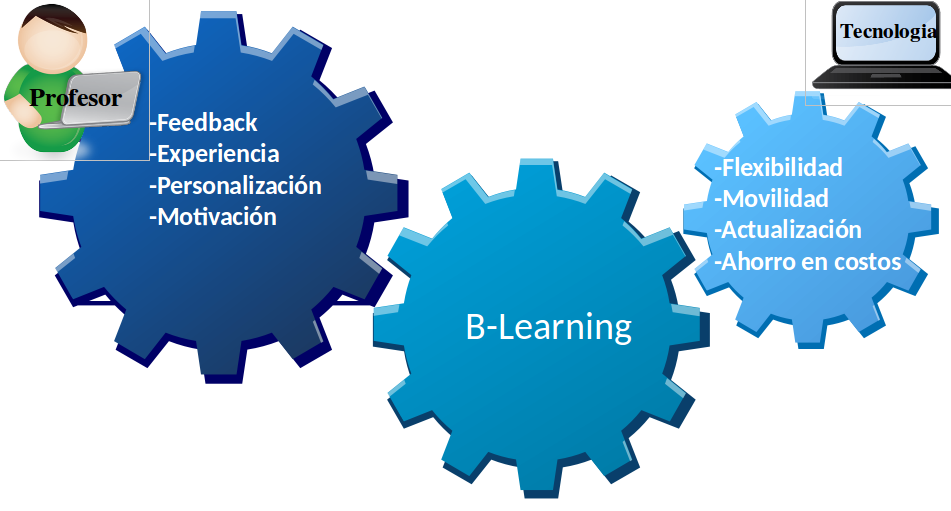 Profesor
-Feedback
-Experiencia
-Personalización
-Motivación
B-Learning
Tecnologia
-Flexibilidad
-Movilidad
-Actualización
-Ahorro en costos